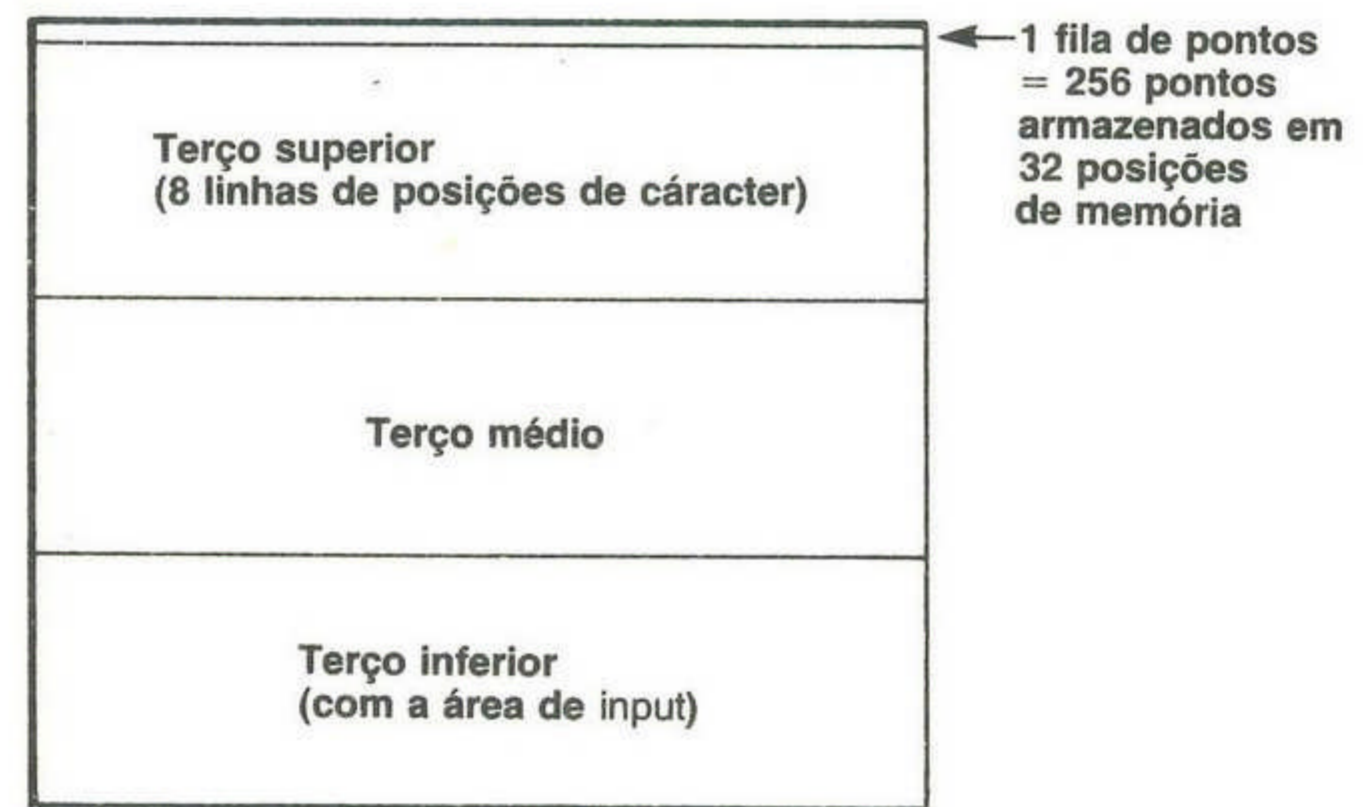 1 fila de pontos
= 256 pontos
armazenados em
32 posições
de memória
Terço superior
(8 linhas de posições de cáracter)
Terço médio
Terço inferior
(com a área de input)